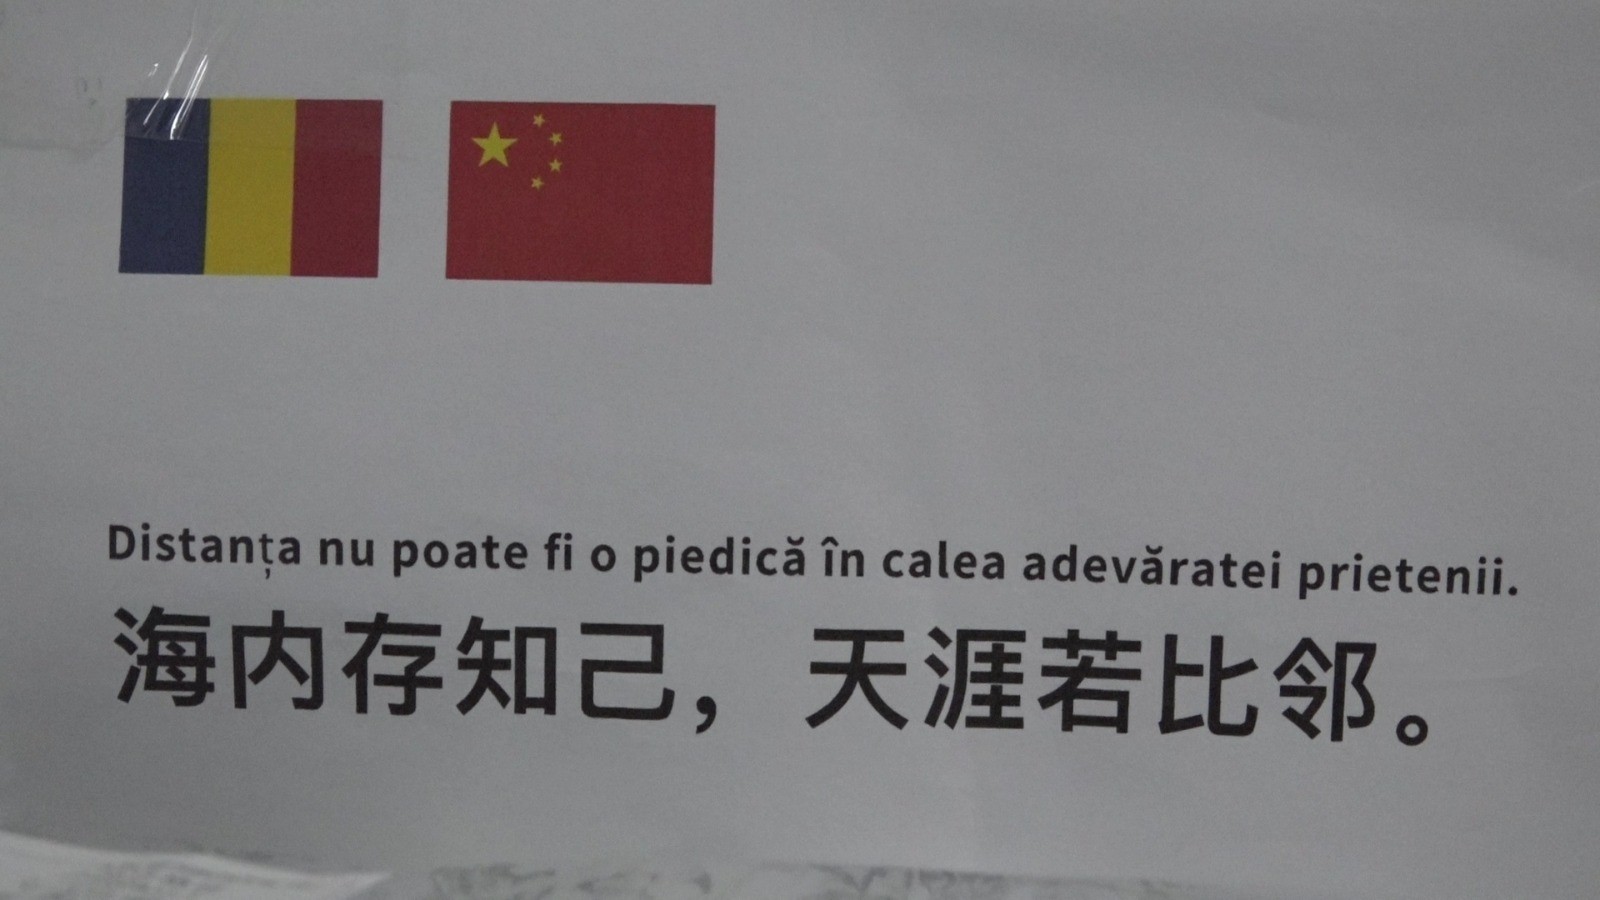 Distanța nu poate fi o piedică în calea adevăratei prietenii.
海内存知己，天涯若比邻。